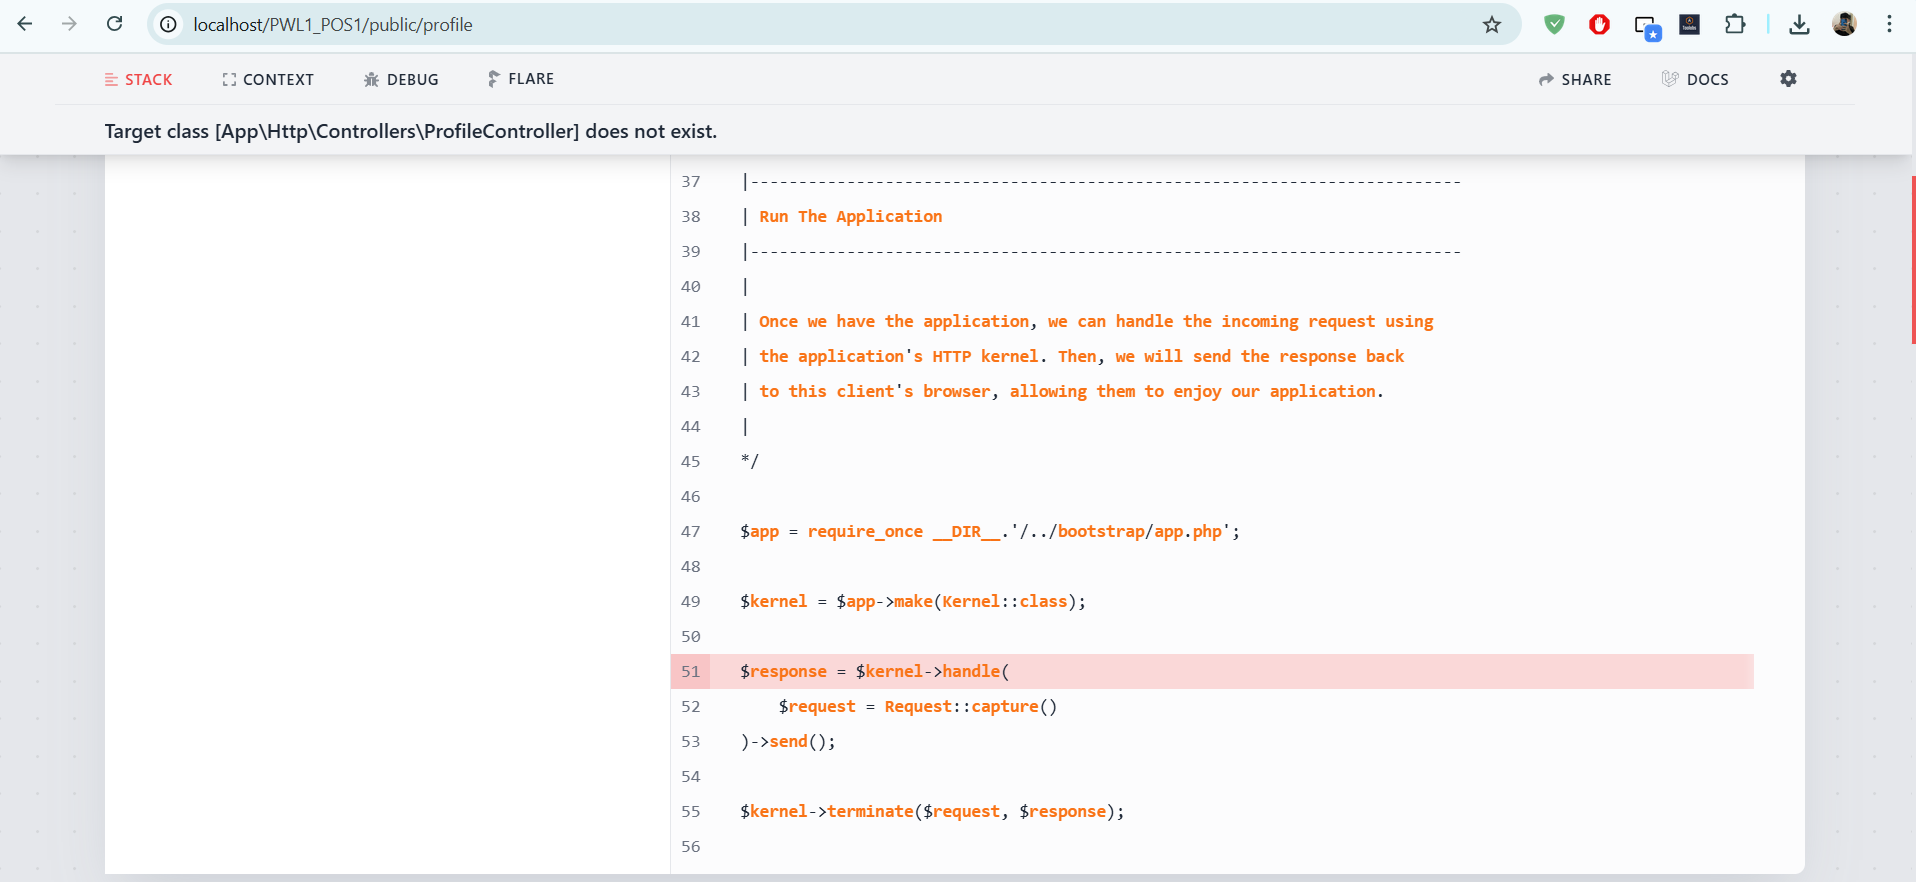 localhost/PWL1_POS1/public/profile
STACK CONTEXT DEBUG FLARE SHARE DOCS
Target class [App\Http\Controllers\ProfileController] does not exist.
37 |--------------------------------------------------------------------------
38 | Run The Application
39 |--------------------------------------------------------------------------
40 |
41 | Once we have the application, we can handle the incoming request using
42 | the application's HTTP kernel. Then, we will send the response back
43 | to this client's browser, allowing them to enjoy our application.
44 |
45 */
46
47 $app = require_once __DIR__.'/../bootstrap/app.php';
48
49 $kernel = $app->make(Kernel::class);
50
51 $response = $kernel->handle(
52     $request = Request::capture()
53 )->send();
54
55 $kernel->terminate($request, $response);
56